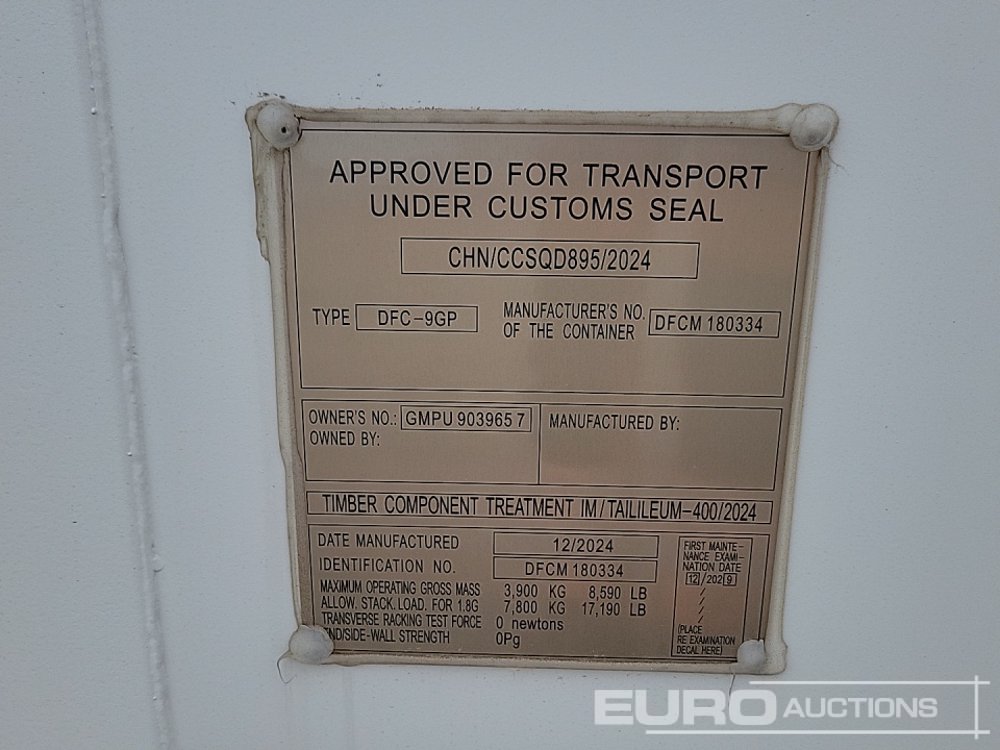 APPROVED FOR TRANSPORT
UNDER CUSTOMS SEAL
CHN/CCSQD895/2024
TYPE DFC-9GP
MANUFACTURER'S NO.
OF THE CONTAINER DFCM 180334
OWNER'S NO.: GMPU 903965 7
OWNED BY:
MANUFACTURED BY:
TIMBER COMPONENT TREATMENT IM/TAILILEUM-400/2024
DATE MANUFACTURED 12/2024
IDENTIFICATION NO. DFCM 180334
MAXIMUM OPERATING GROSS MASS 3,900 KG 8,590 LB
ALLOW. STACK. LOAD. FOR 1.8G 7,800 KG 17,190 LB
TRANSVERSE RACKING TEST FORCE 0 newtons
END/SIDE-WALL STRENGTH 0Pg
FIRST MAINTE-
NANCE EXAMI-
NATION DATE
12/2029
/
/
/
(PLACE
RE EXAMINATION
DECAL HERE)
EURO AUCTIONS